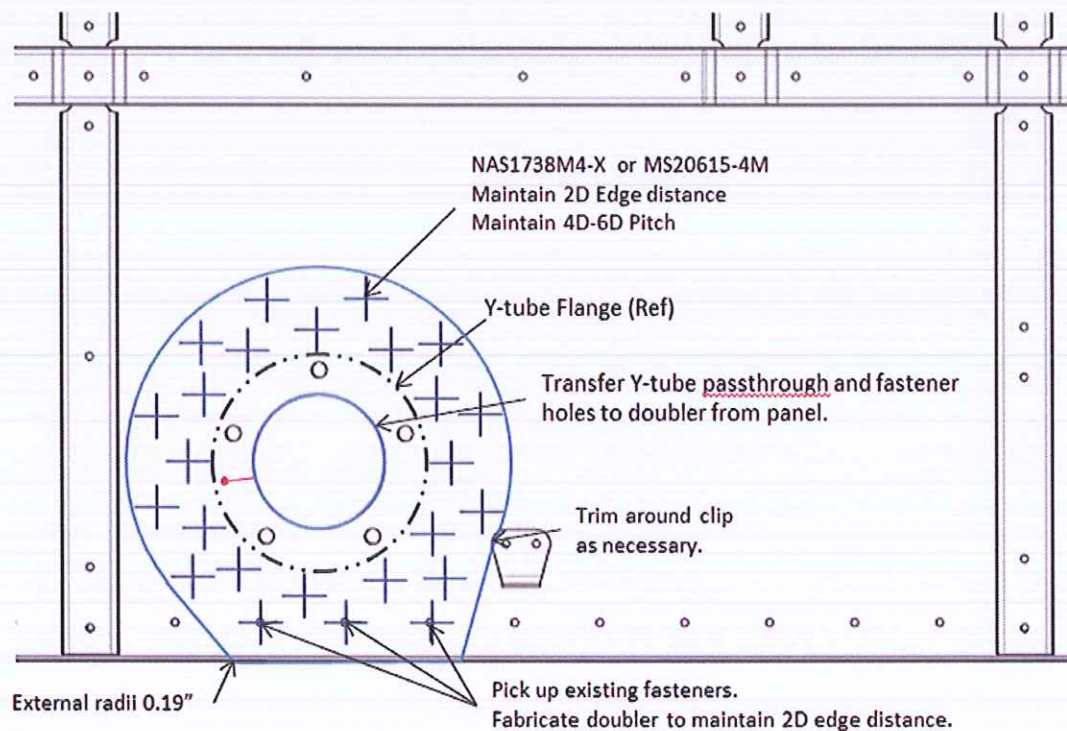 NAS1738M4-X or MS20615-4M
Maintain 2D Edge distance
Maintain 4D-6D Pitch
Y-tube Flange (Ref)
Transfer Y-tube passthrough and fastener
holes to doubler from panel.
Trim around clip
as necessary.
External radii 0.19”
Pick up existing fasteners.
Fabricate doubler to maintain 2D edge distance.